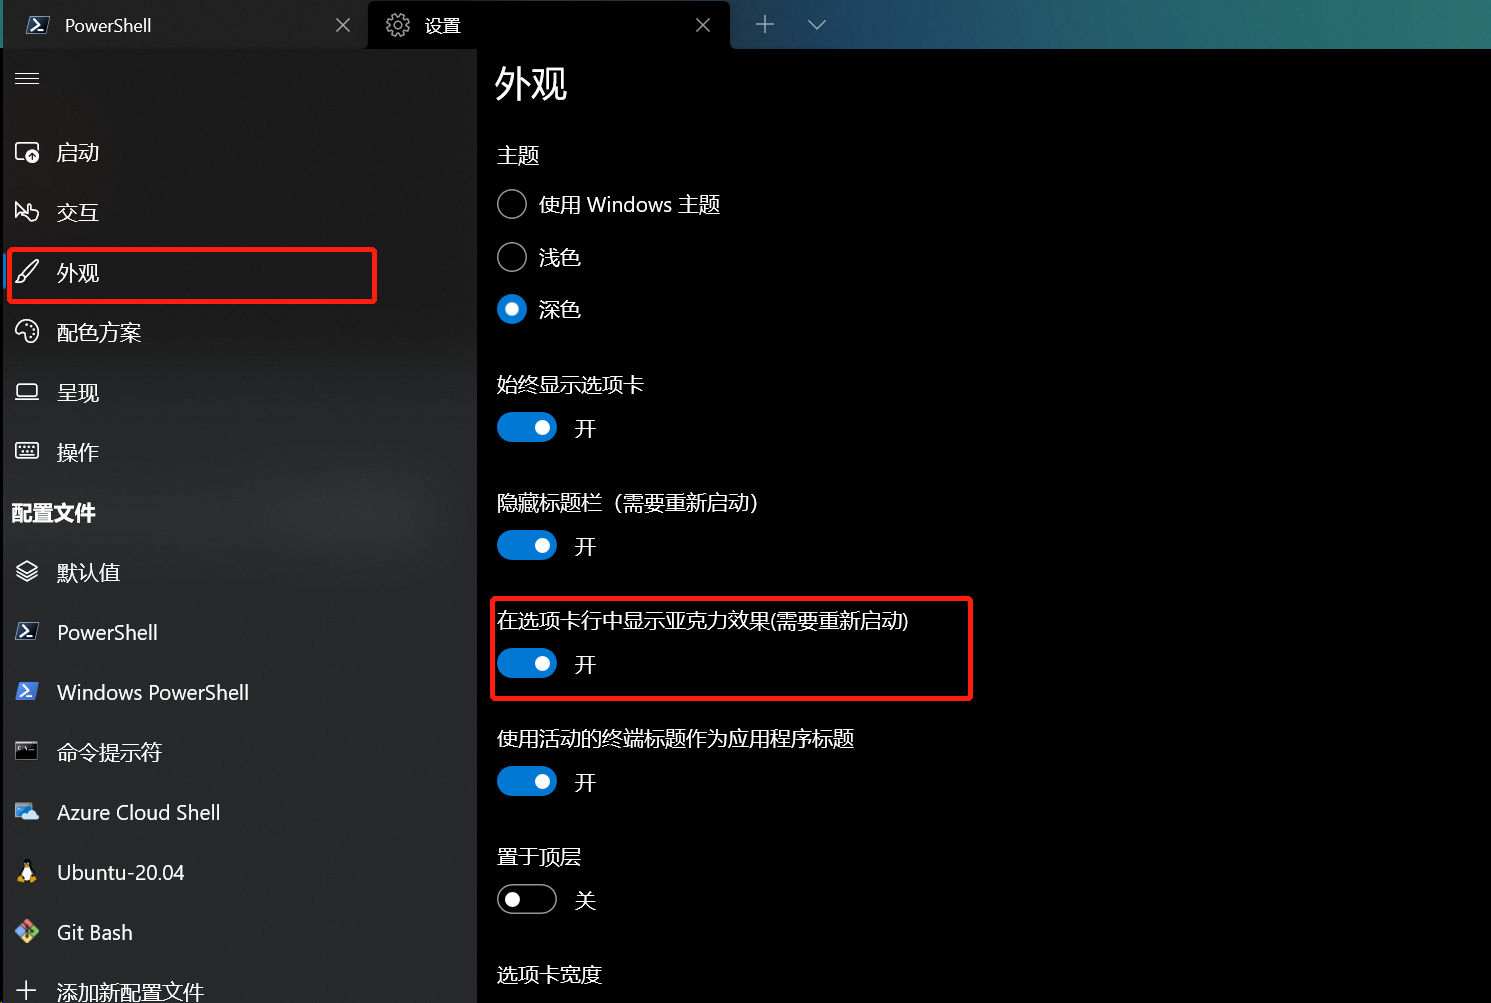 PowerShell
设置
启动
交互
外观
配色方案
呈现
操作
配置文件
默认值
PowerShell
Windows PowerShell
命令提示符
Azure Cloud Shell
Ubuntu-20.04
Git Bash
添加新配置文件
外观
主题
使用 Windows 主题
浅色
深色
始终显示选项卡
开
隐藏标题栏（需要重新启动）
开
在选项卡行中显示亚克力效果(需要重新启动)
开
使用活动的终端标题作为应用程序标题
开
置于顶层
关
选项卡宽度